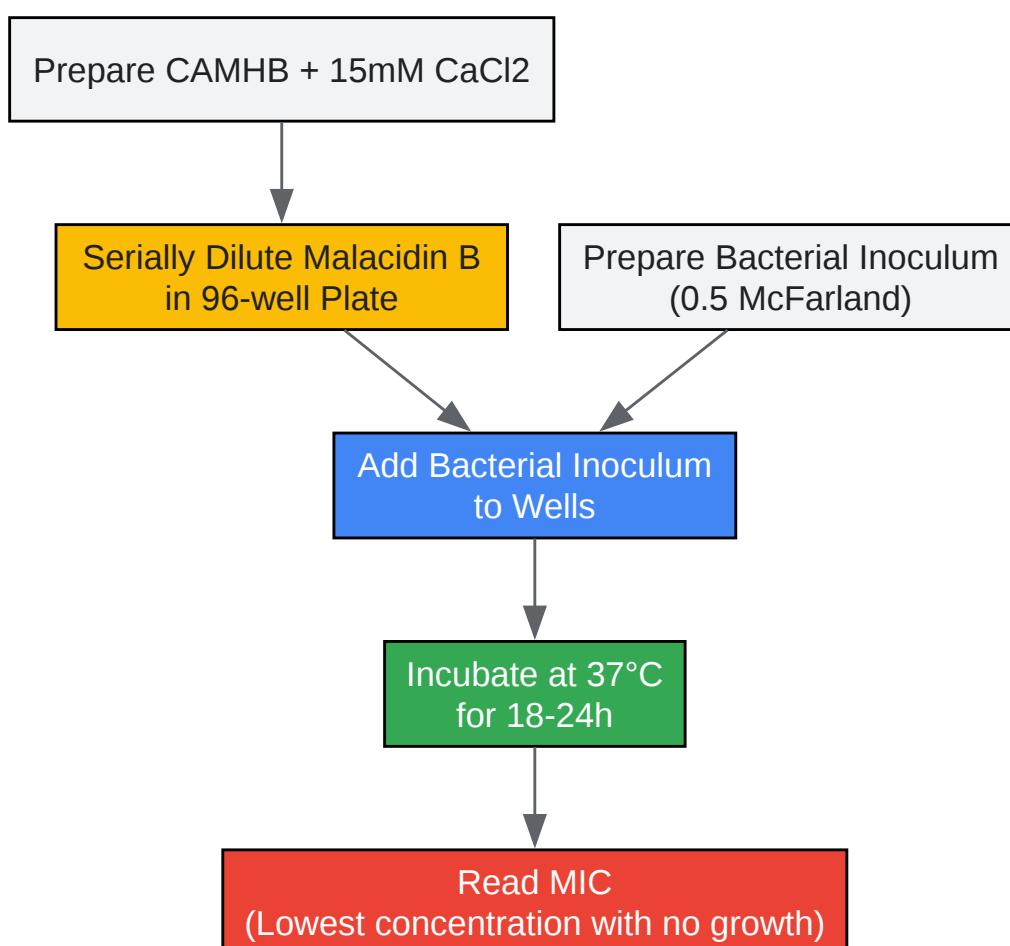 Prepare CAMHB + 15mM CaCl2
Serially Dilute Malacidin B
in 96-well Plate
Prepare Bacterial Inoculum
(0.5 McFarland)
Add Bacterial Inoculum
to Wells
Incubate at 37°C
for 18-24h
Read MIC
(Lowest concentration with no growth)